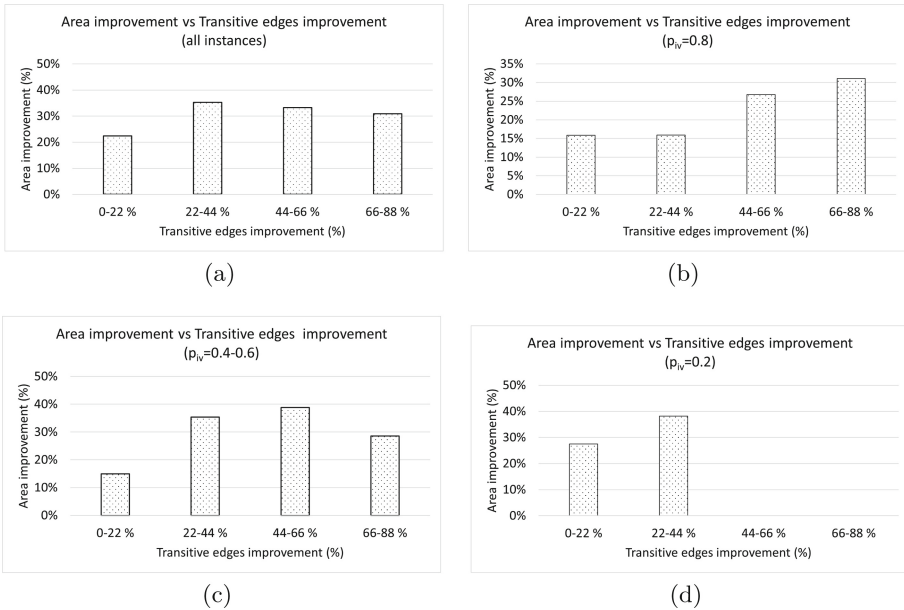 Area improvement vs Transitive edges improvement
(all instances)
50%
40%
30%
20%
10%
0%
Area improvement (%)
0-22 %
22-44 %
44-66 %
66-88 %
Transitive edges improvement (%)
(a)
Area improvement vs Transitive edges improvement
(piv=0.8)
35%
30%
25%
20%
15%
10%
5%
0%
Area improvement (%)
0-22 %
22-44 %
44-66 %
66-88 %
Transitive edges improvement (%)
(b)
Area improvement vs Transitive edges improvement
(piv=0.4-0.6)
50%
40%
30%
20%
10%
0%
Area improvement (%)
0-22 %
22-44 %
44-66 %
66-88 %
Transitive edges improvement (%)
(c)
Area improvement vs Transitive edges improvement
(piv=0.2)
50%
40%
30%
20%
10%
0%
Area improvement (%)
0-22 %
22-44 %
44-66 %
66-88 %
Transitive edges improvement (%)
(d)